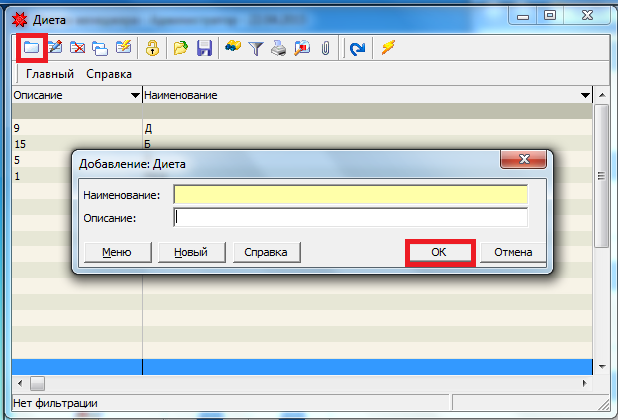 Диета
Главный Справка
Описание Наименование
9 Д
15 Б
5
1
Добавление: Диета
Наименование:
Описание:
Меню Новый Справка ОК Отмена
Нет фильтрации